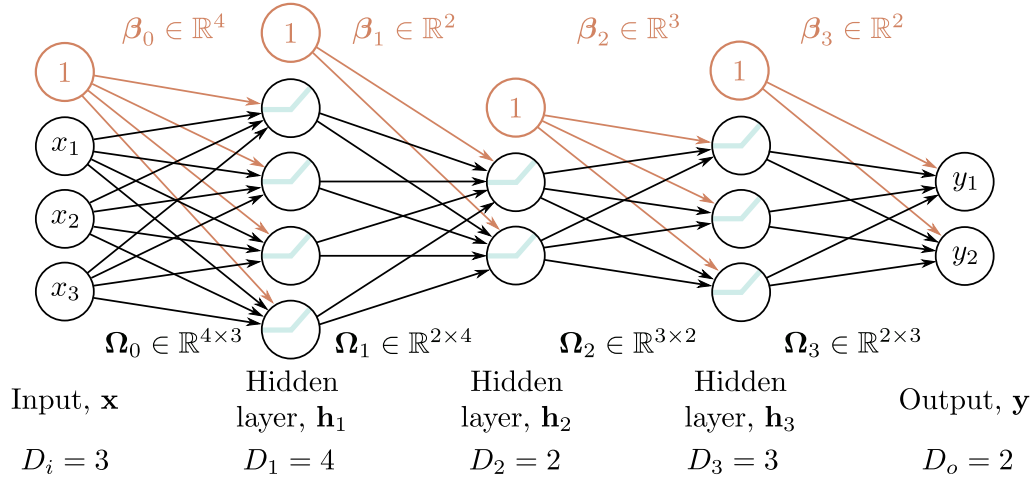 𝜷₀ ∈ ℝ⁴ 𝜷₁ ∈ ℝ² 𝜷₂ ∈ ℝ³ 𝜷₃ ∈ ℝ²
1 1 1 1
x₁
x₂
x₃
y₁
y₂
𝛀₀ ∈ ℝ⁴ˣ³ 𝛀₁ ∈ ℝ²ˣ⁴ 𝛀₂ ∈ ℝ³ˣ² 𝛀₃ ∈ ℝ²ˣ³
Input, 𝐱
Hidden
layer, 𝐡₁
Hidden
layer, 𝐡₂
Hidden
layer, 𝐡₃
Output, 𝐲
Dᵢ = 3 D₁ = 4 D₂ = 2 D₃ = 3 Dₒ = 2